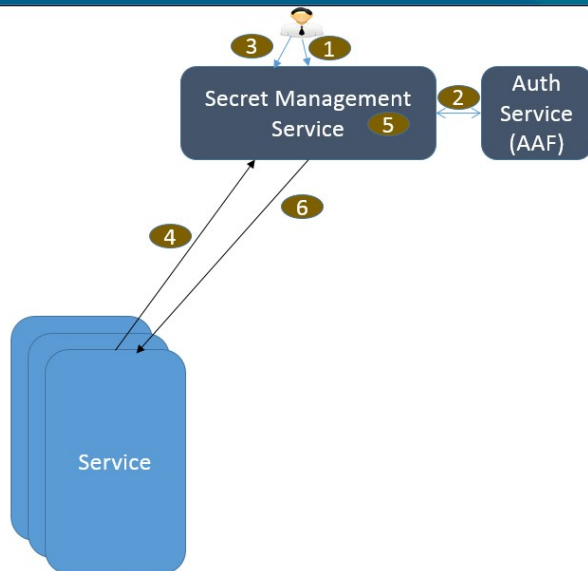 3
1
Secret Management
Service
5
2
Auth
Service
(AAF)
4
6
Service